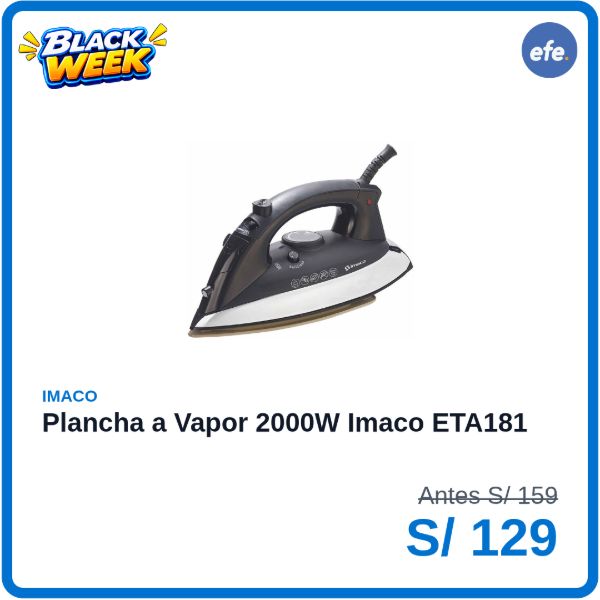 BLACK
WEEK
efe.
IMACO
Plancha a Vapor 2000W Imaco ETA181
Antes S/ 159
S/ 129